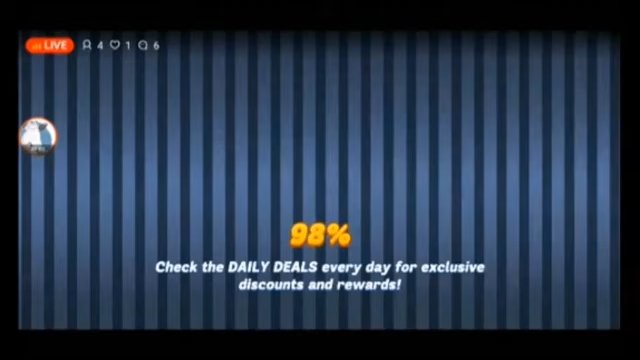 LIVE 4 1 6
98%
Check the DAILY DEALS every day for exclusive
discounts and rewards!